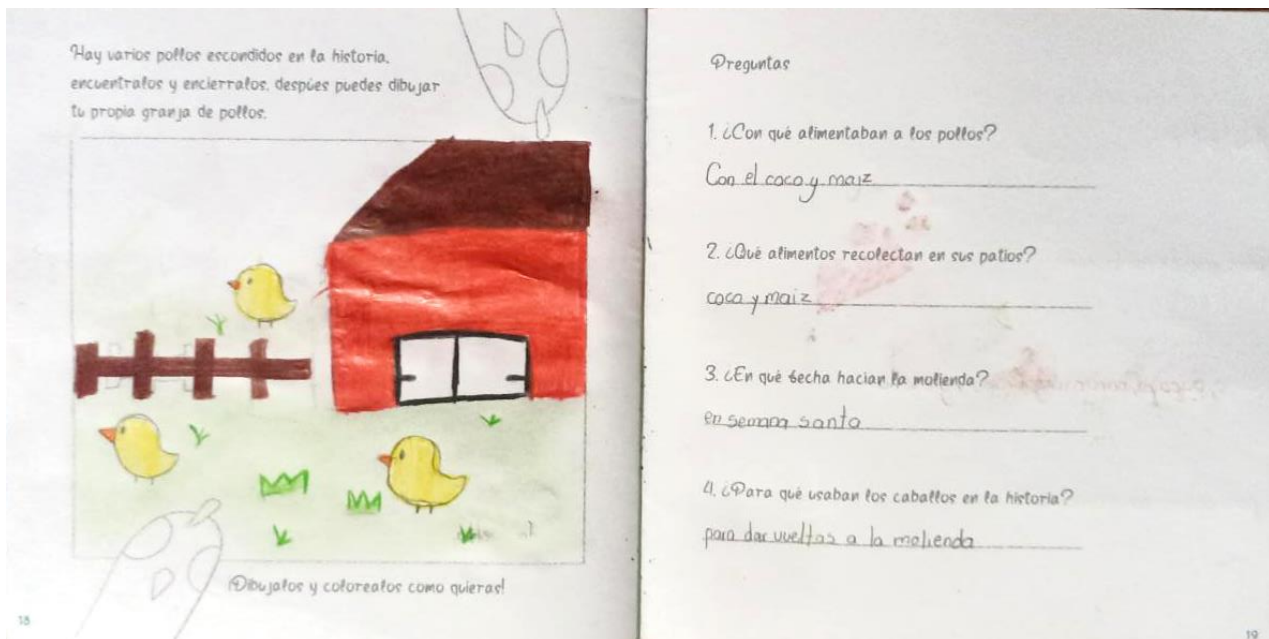 Hay varios pollos escondidos en la historia,
encuentralos y encierralos, despúes puedes dibujar
tu propia granja de pollos.
¡Dibujalos y colorealos como quieras!
18
Preguntas
1. ¿Con qué alimentaban a los pollos?
Con el coco y maiz
2. ¿Qué alimentos recolectan en sus patios?
coco y maiz
3. ¿En qué fecha hacian la molienda?
en semana santa
4. ¿Para qué usaban los caballos en la historia?
para dar vueltas a la molienda
19